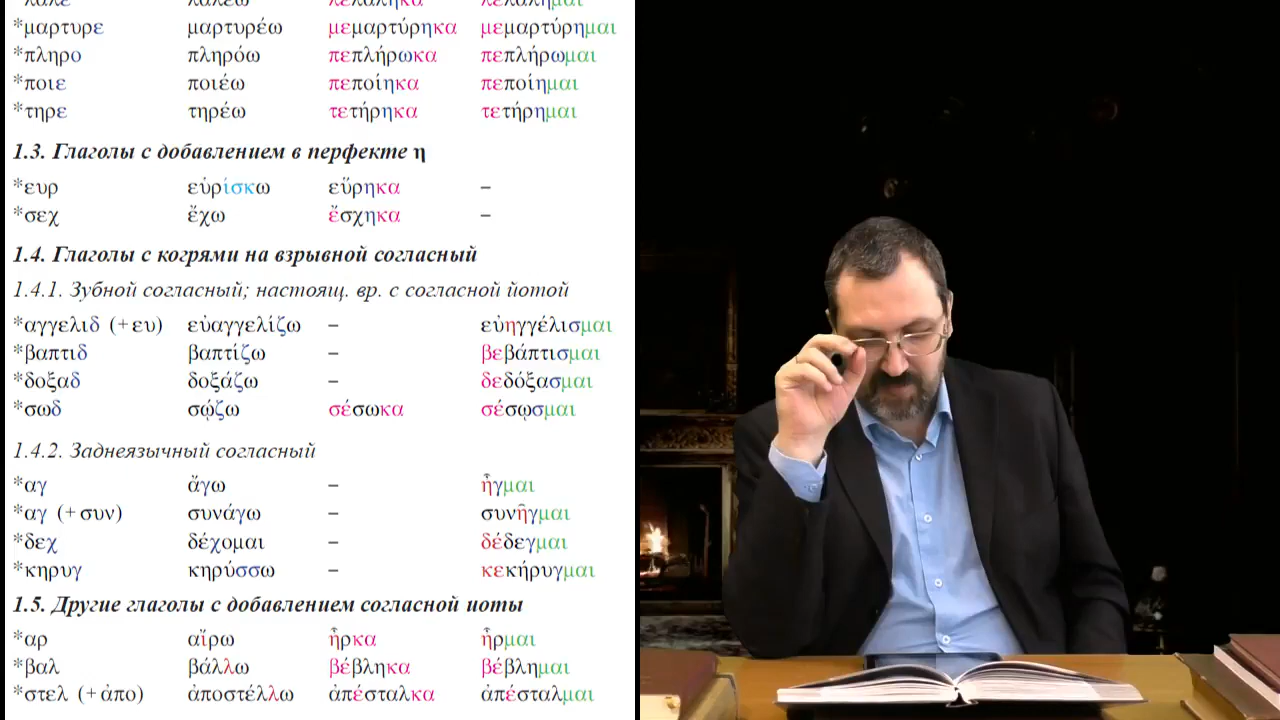 *μαρτυρε μαρτυρέω μεμαρτύρηκα μεμαρτύρημαι
*πληρο πληρόω πεπλήρωκα πεπλήρωμαι
*ποιε ποιέω πεποίηκα πεποίημαι
*τηρε τηρέω τετήρηκα τετήρημαι
1.3. Глаголы с добавлением в перфекте η
*ευρ εὑρίσκω εὕρηκα –
*σεχ ἔχω ἔσχηκα –
1.4. Глаголы с когрями на взрывной согласный
1.4.1. Зубной согласный; настоящ. вр. с согласной йотой
*αγγελιδ (+ευ) εὐαγγελίζω – εὐηγγέλισμαι
*βαπτιδ βαπτίζω – βεβάπτισμαι
*δοξαδ δοξάζω – δεδόξασμαι
*σωδ σῴζω σέσωκα σέσῳσμαι
1.4.2. Заднеязычный согласный
*αγ ἄγω – ἦγμαι
*αγ (+συν) συνάγω – συνῆγμαι
*δεχ δέχομαι – δέδεγμαι
*κηρυγ κηρύσσω – κεκήρυγμαι
1.5. Другие глаголы с добавлением согласной иоты
*αρ αἴρω ἦρκα ἦρμαι
*βαλ βάλλω βέβληκα βέβλημαι
*στελ (+ἀπο) ἀποστέλλω ἀπέσταλκα ἀπέσταλμαι